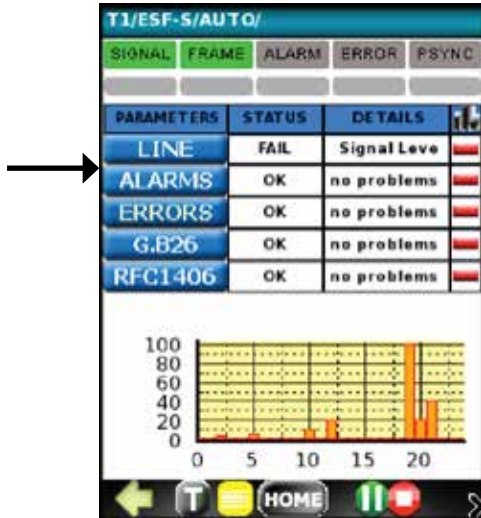 T1/ESF-S/AUTO/
SIGNAL FRAME ALARM ERROR PSYNC
PARAMETERS STATUS DETAILS
LINE FAIL Signal Leve
ALARMS OK no problems
ERRORS OK no problems
G.826 OK no problems
RFC1406 OK no problems
100
80
60
40
20
0
0 5 10 15 20
T HOME